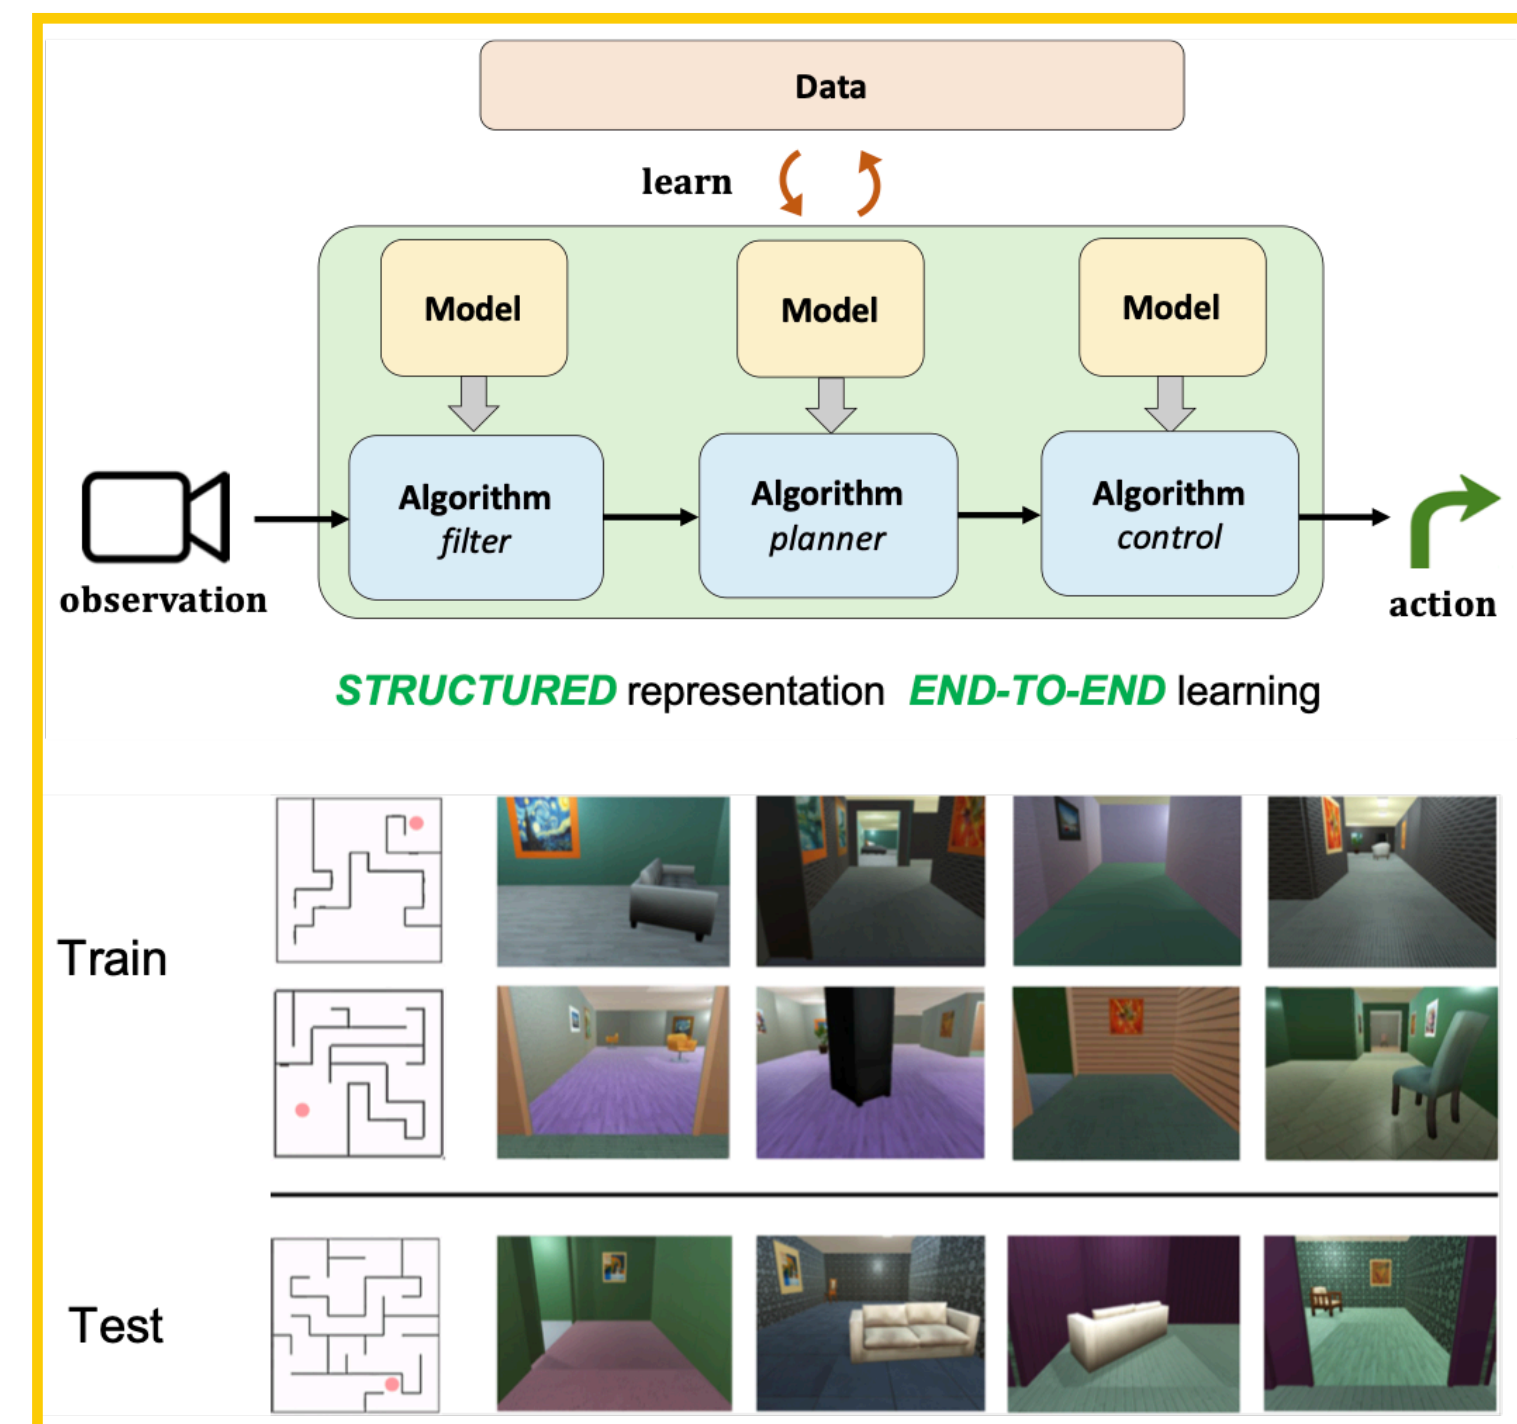 Data
learn
Model
Model
Model
Algorithm
filter
Algorithm
planner
Algorithm
control
observation
action
STRUCTURED representation END-TO-END learning
Train
Test